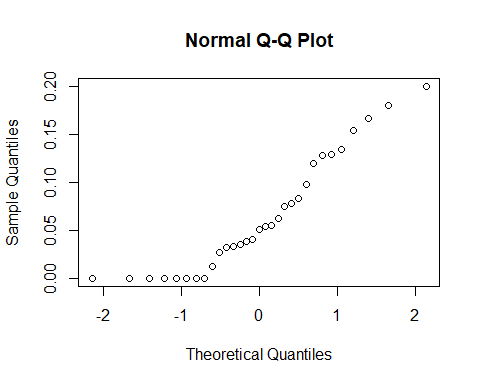 Normal Q-Q Plot
Sample Quantiles
0.20
0.15
0.10
0.05
0.00
-2 -1 0 1 2
Theoretical Quantiles